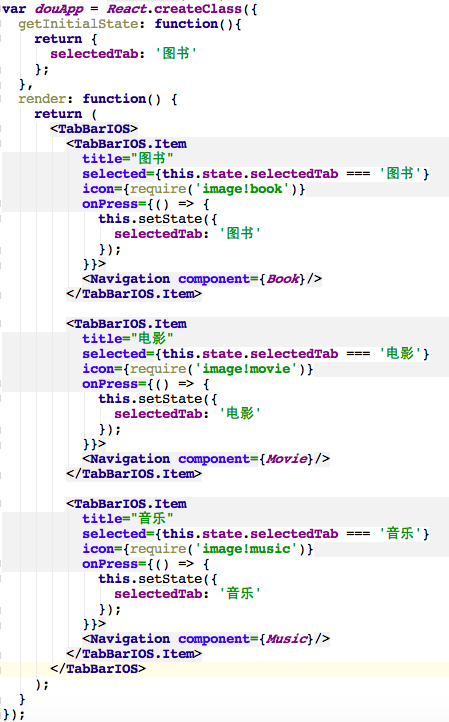 var douApp = React.createClass({
  getInitialState: function(){
    return {
      selectedTab: '图书'
    };
  },
  render: function() {
    return (
      <TabBarIOS>
        <TabBarIOS.Item
          title="图书"
          selected={this.state.selectedTab === '图书'}
          icon={require('image!book')}
          onPress={() => {
            this.setState({
              selectedTab: '图书'
            });
          }}>
          <Navigation component={Book}/>
        </TabBarIOS.Item>

        <TabBarIOS.Item
          title="电影"
          selected={this.state.selectedTab === '电影'}
          icon={require('image!movie')}
          onPress={() => {
            this.setState({
              selectedTab: '电影'
            });
          }}>
          <Navigation component={Movie}/>
        </TabBarIOS.Item>

        <TabBarIOS.Item
          title="音乐"
          selected={this.state.selectedTab === '音乐'}
          icon={require('image!music')}
          onPress={() => {
            this.setState({
              selectedTab: '音乐'
            });
          }}>
          <Navigation component={Music}/>
        </TabBarIOS.Item>
      </TabBarIOS>
    );
  }
});